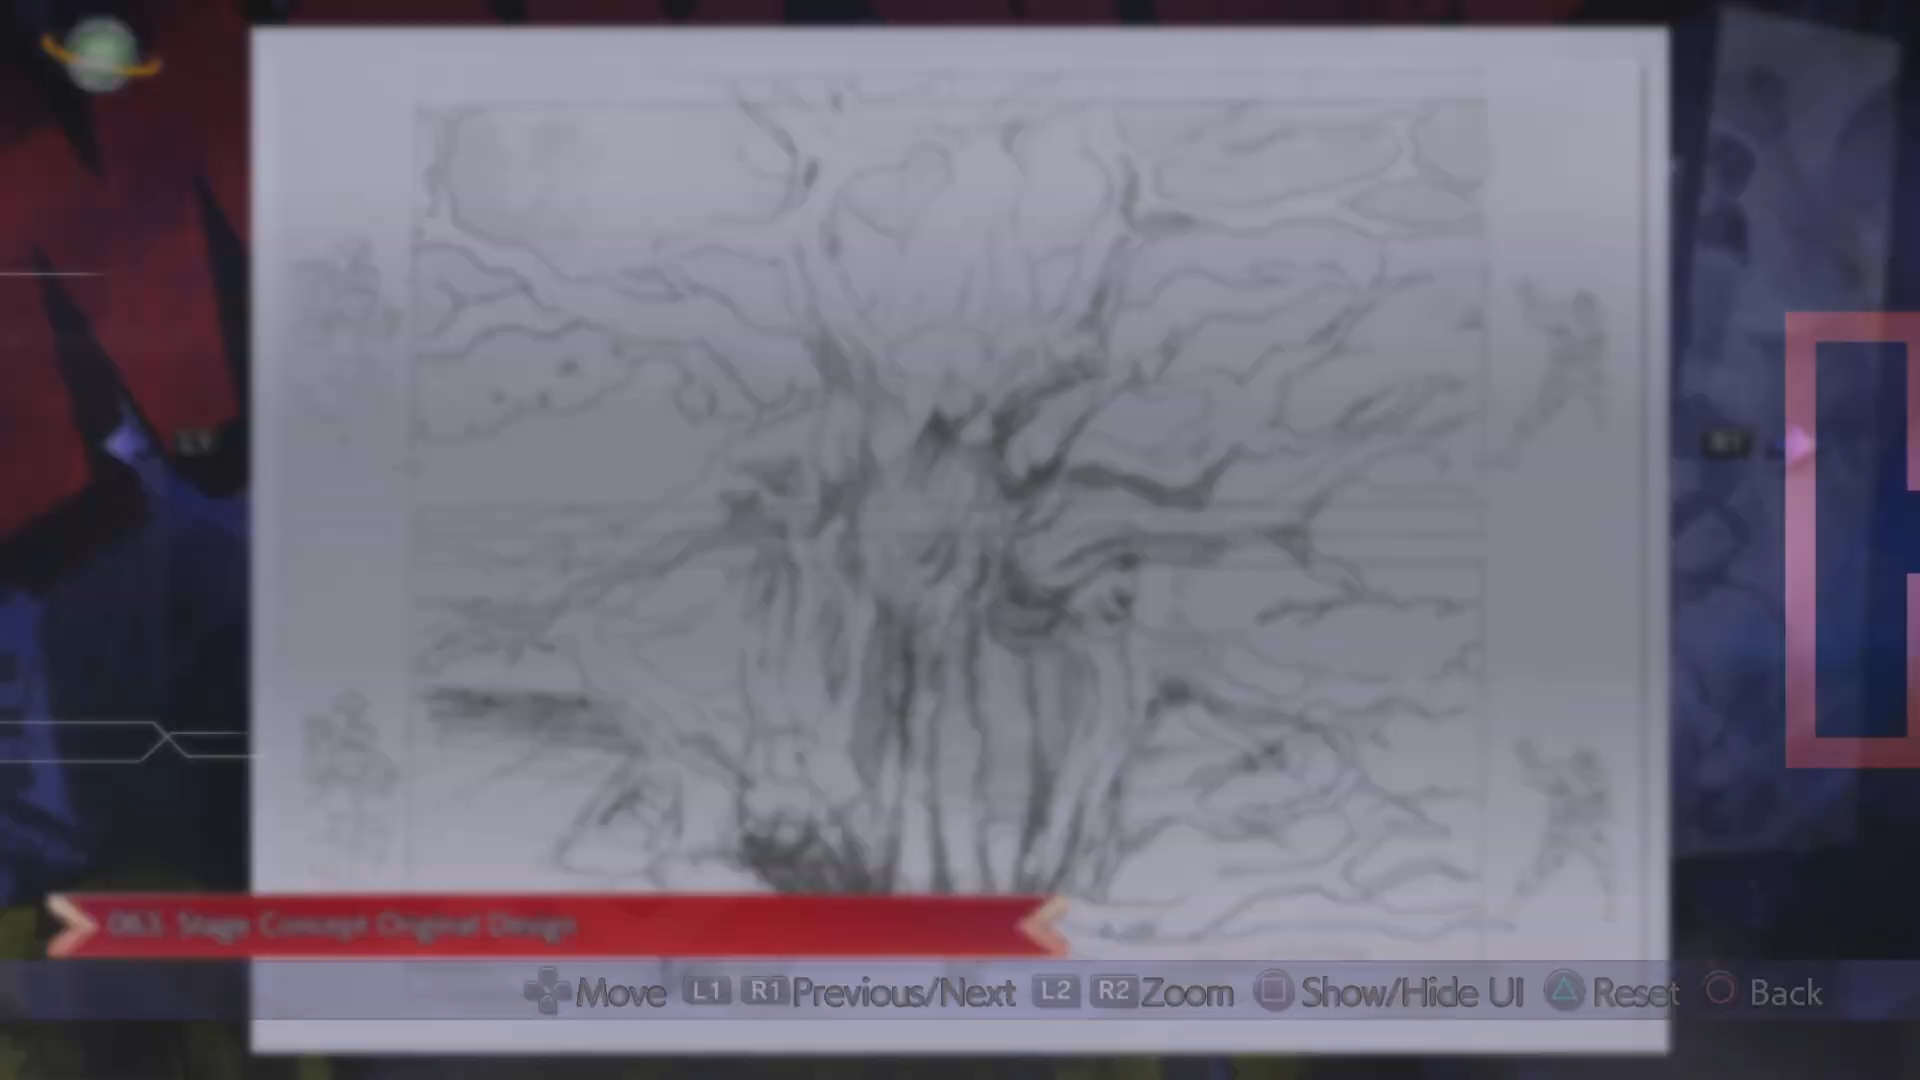 063. Stage Concept Original Design
Move L1 R1 Previous/Next L2 R2 Zoom Show/Hide UI Reset Back